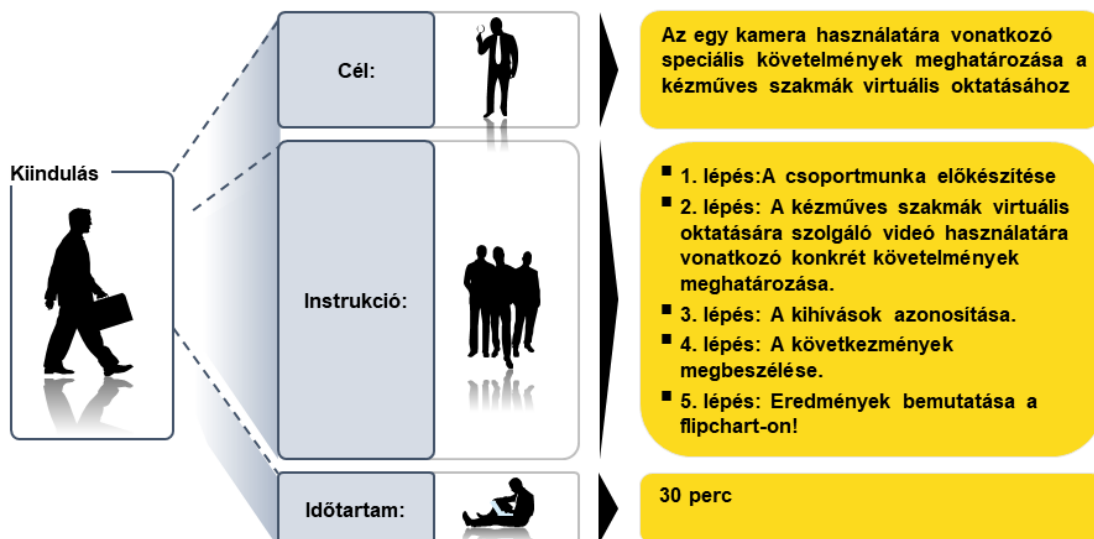 Kiindulás
Cél:
Az egy kamera használatára vonatkozó
speciális követelmények meghatározása a
kézműves szakmák virtuális oktatásához
Instrukció:
▪ 1. lépés:A csoportmunka előkészítése
▪ 2. lépés: A kézműves szakmák virtuális
oktatására szolgáló videó használatára
vonatkozó konkrét követelmények
meghatározása.
▪ 3. lépés: A kihívások azonosítása.
▪ 4. lépés: A következmények
megbeszélése.
▪ 5. lépés: Eredmények bemutatása a
flipchart-on!
Időtartam:
30 perc